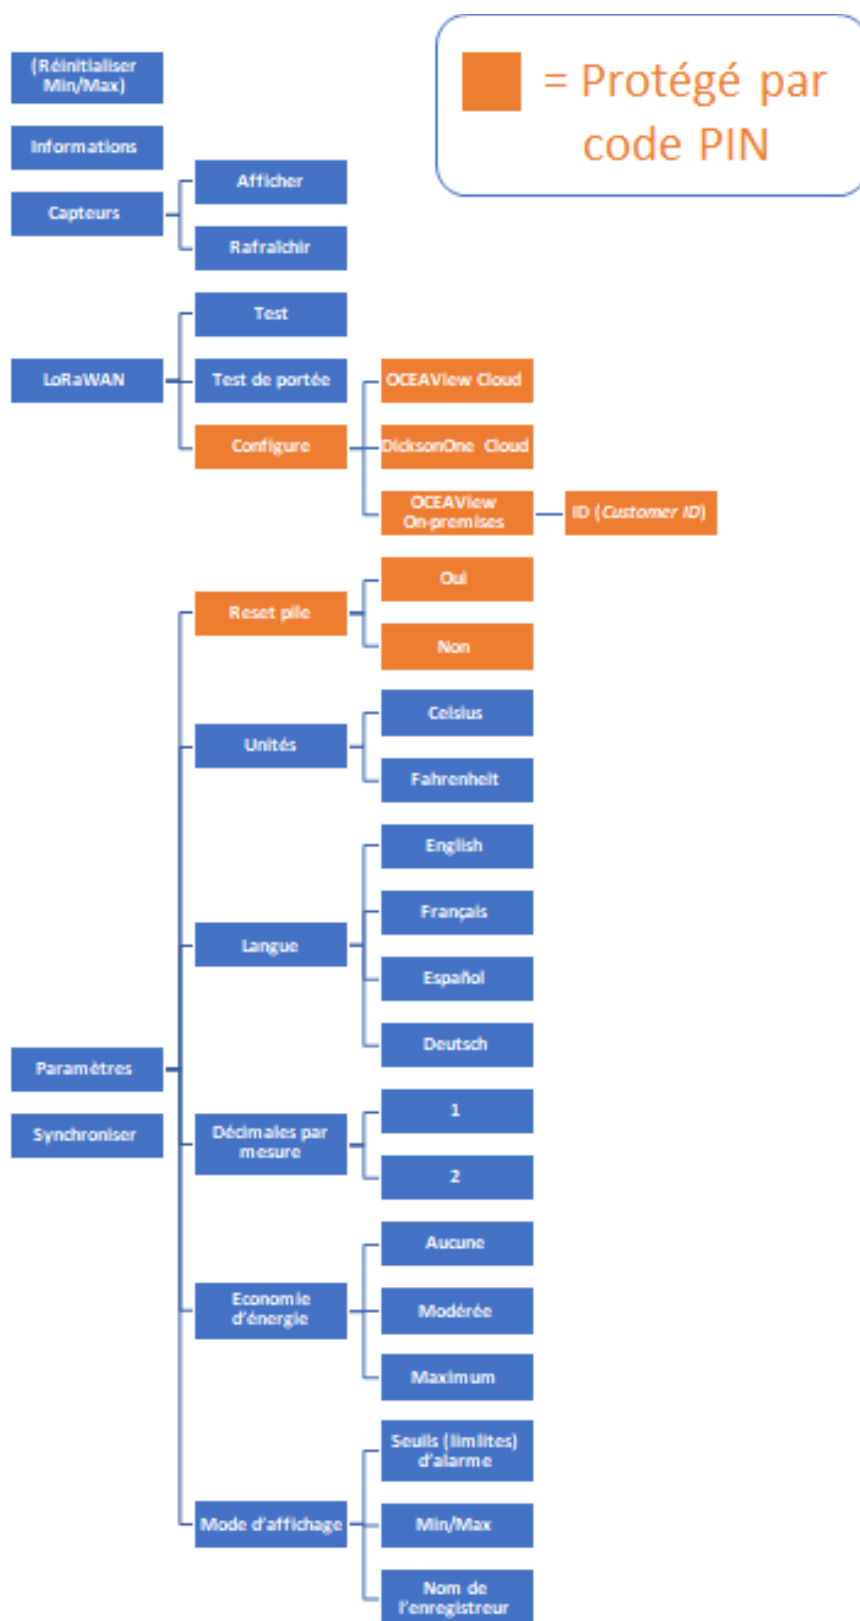 = Protégé par
code PIN
(Réinitialiser
Min/Max)
Informations
Capteurs
Afficher
Rafraîchir
LoRaWAN
Test
Test de portée
Configure
OCEAView Cloud
DicksonOne Cloud
OCEAView
On-premises
ID (Customer ID)
Paramètres
Reset pile
Oui
Non
Unités
Celsius
Fahrenheit
Langue
English
Français
Español
Deutsch
Décimales par
mesure
1
2
Economie
d'énergie
Aucune
Modérée
Maximum
Mode d'affichage
Seuils (limlites)
d'alarme
Min/Max
Nom de
l'enregistreur
Synchroniser